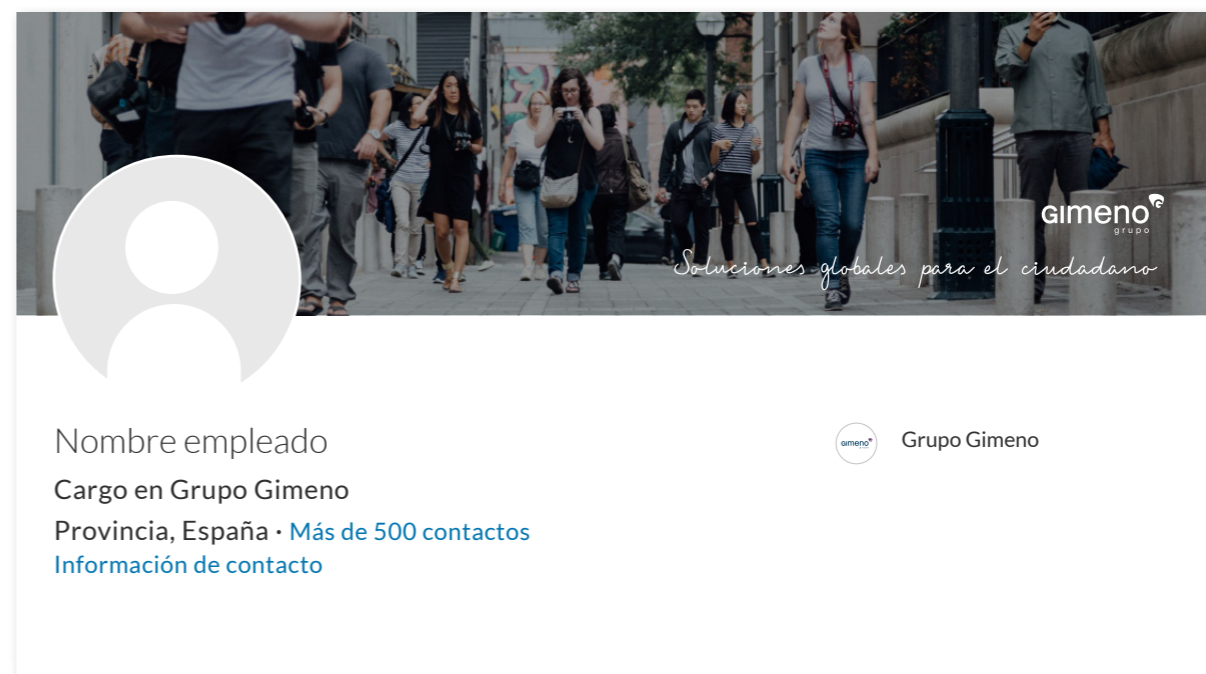 GIMENO
grupo
Soluciones globales para el ciudadano
Nombre empleado
GIMENO
Grupo Gimeno
Cargo en Grupo Gimeno
Provincia, España · Más de 500 contactos
Información de contacto